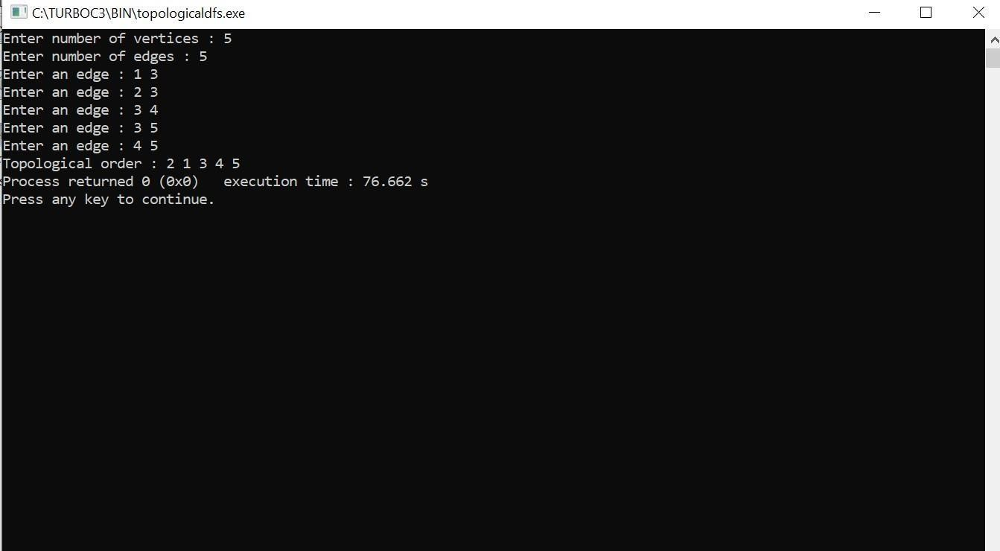 C:\TURBOC3\BIN\topologicaldfs.exe
Enter number of vertices : 5
Enter number of edges : 5
Enter an edge : 1 3
Enter an edge : 2 3
Enter an edge : 3 4
Enter an edge : 3 5
Enter an edge : 4 5
Topological order : 2 1 3 4 5
Process returned 0 (0x0)   execution time : 76.662 s
Press any key to continue.